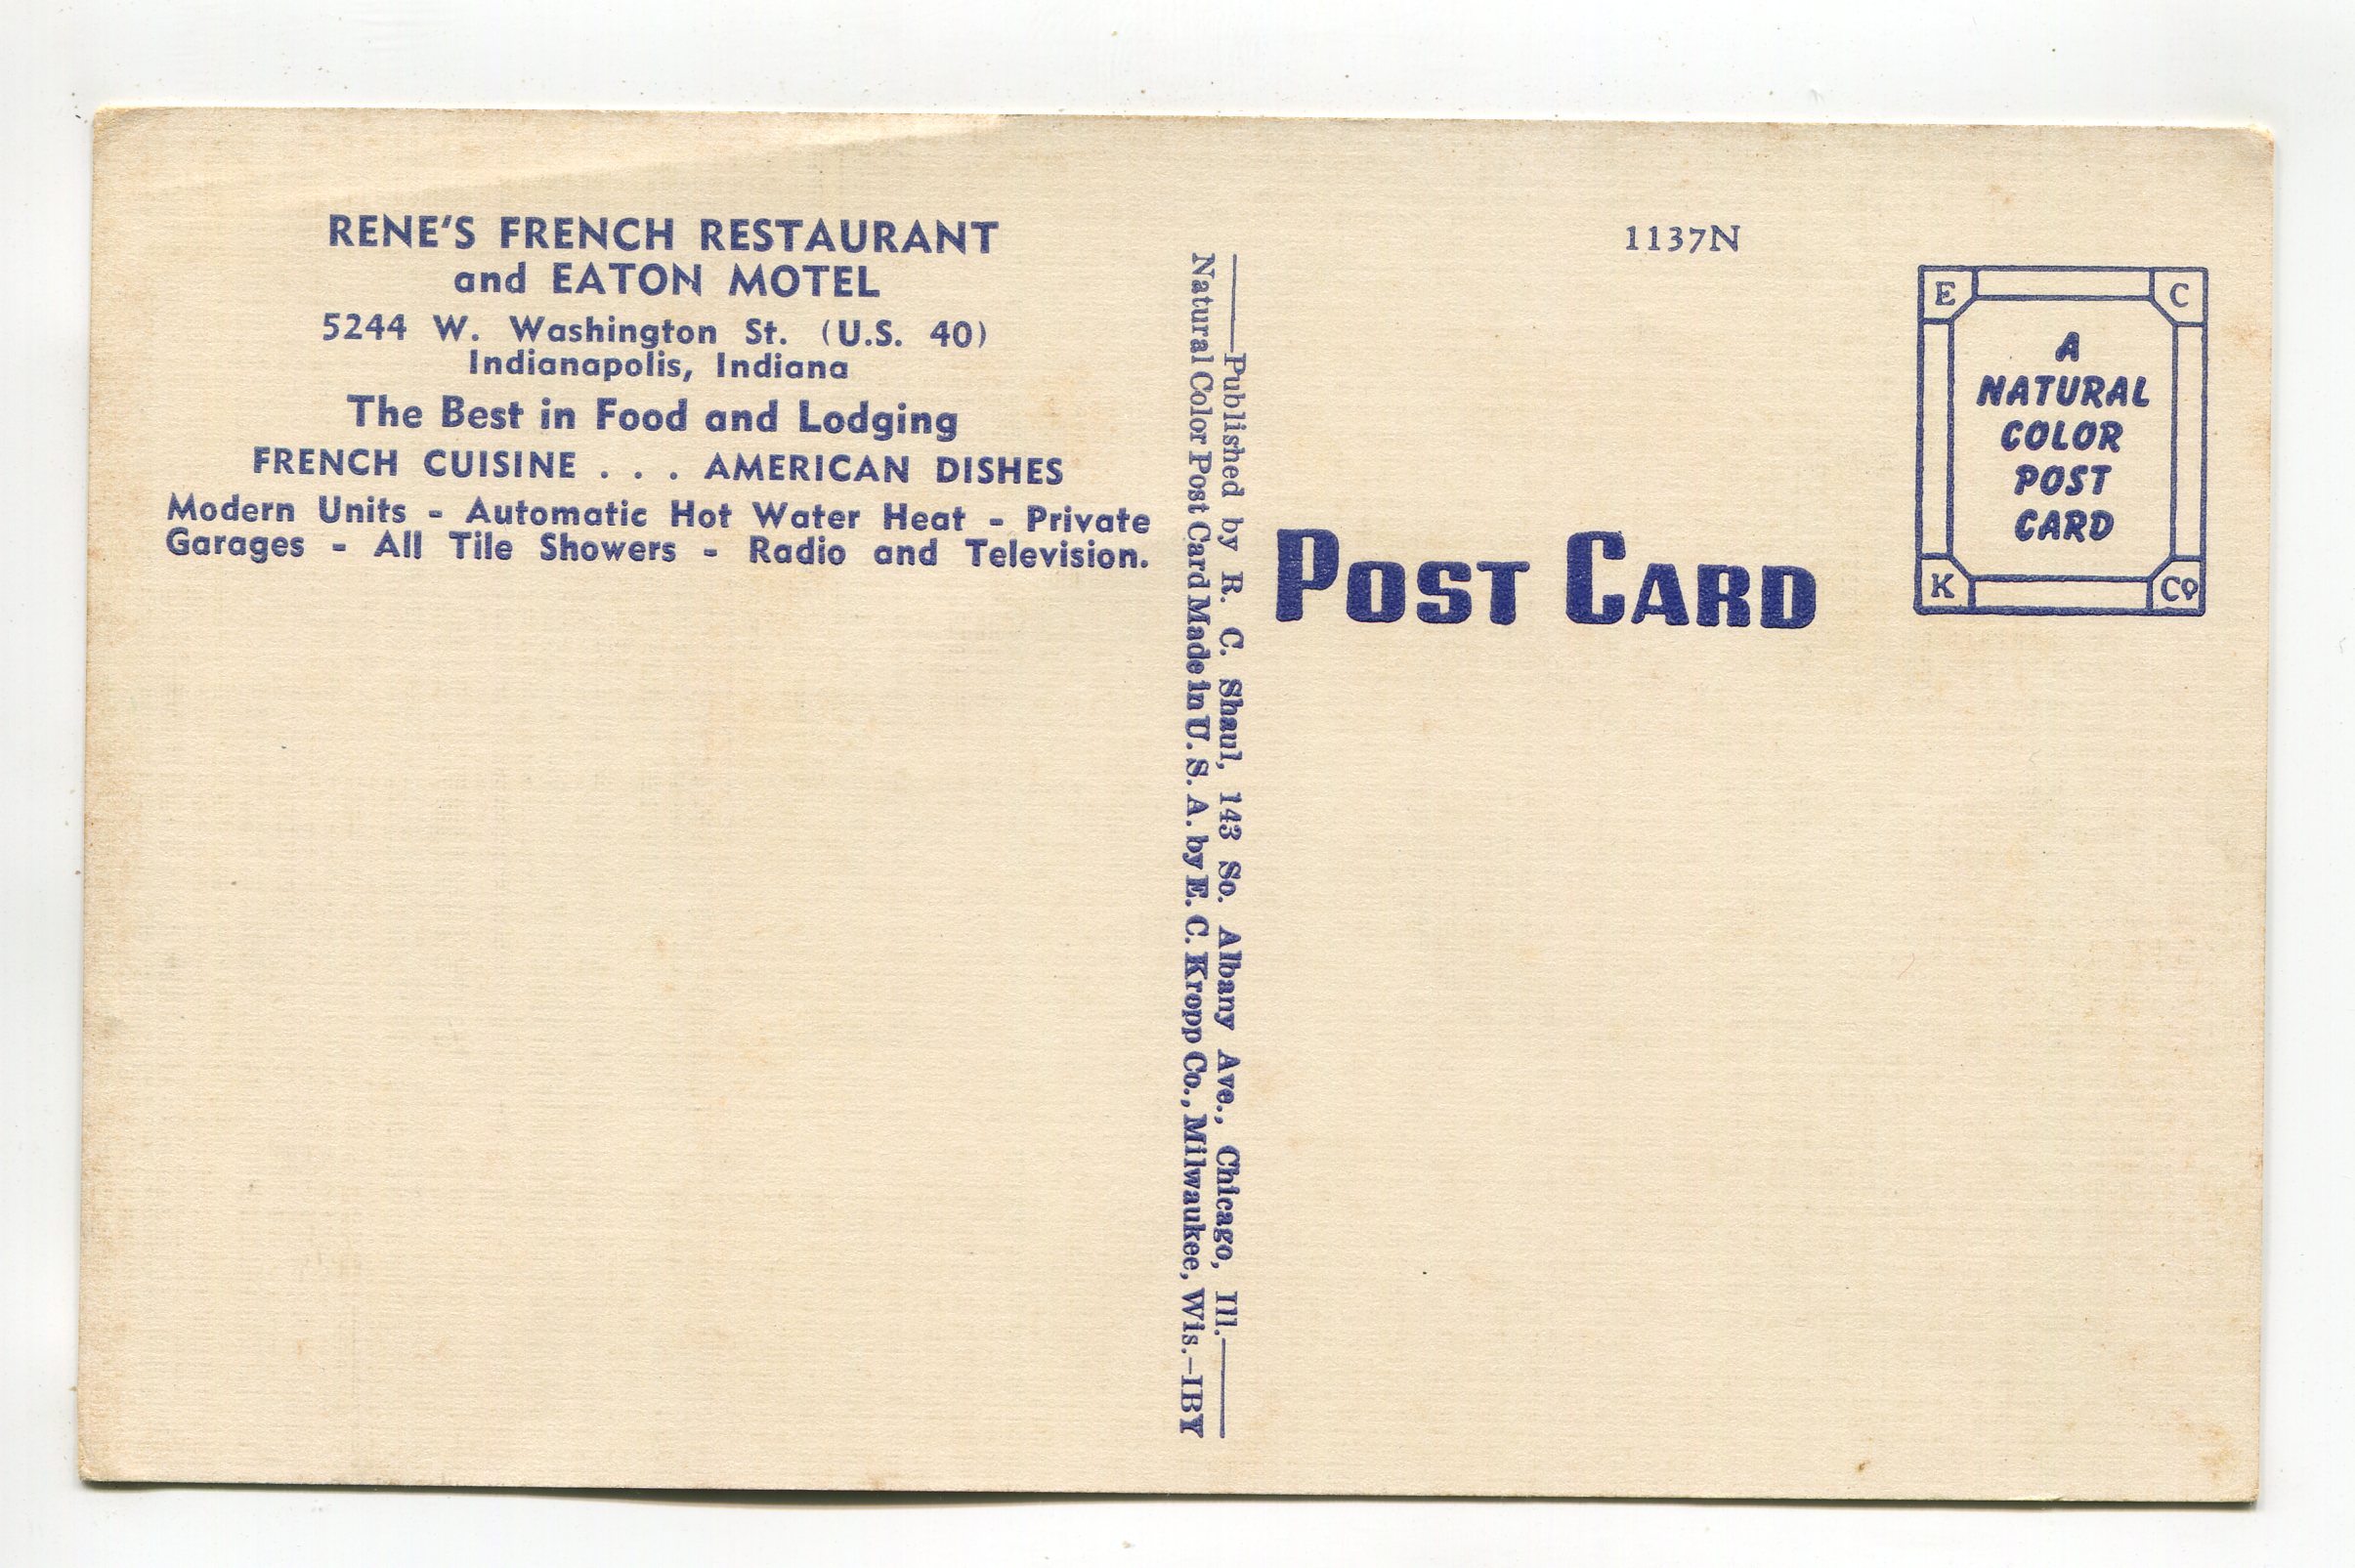 RENE'S FRENCH RESTAURANT
and EATON MOTEL
5244 W. Washington St. (U.S. 40)
Indianapolis, Indiana
The Best in Food and Lodging
FRENCH CUISINE . . . AMERICAN DISHES
Modern Units - Automatic Hot Water Heat - Private
Garages - All Tile Showers - Radio and Television.
Published by R. C. Shaul, 143 So. Albany Ave., Chicago, Ill.
Natural Color Post Card Made in U. S. A. by E. C. Kropp Co., Milwaukee, Wis.—IBY
1137N
POST CARD
E C
A
NATURAL
COLOR
POST
CARD
K Co